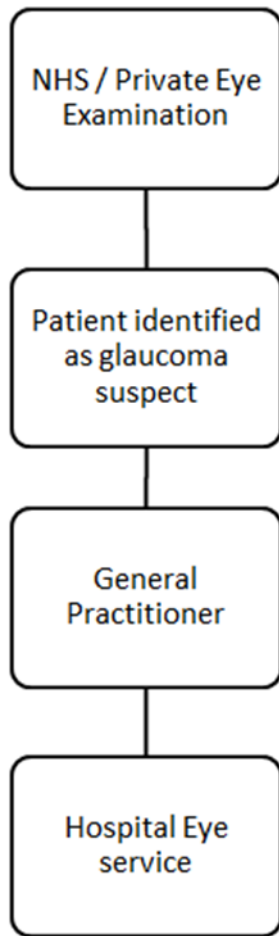 NHS / Private Eye
Examination
Patient identified
as glaucoma
suspect
General
Practitioner
Hospital Eye
service